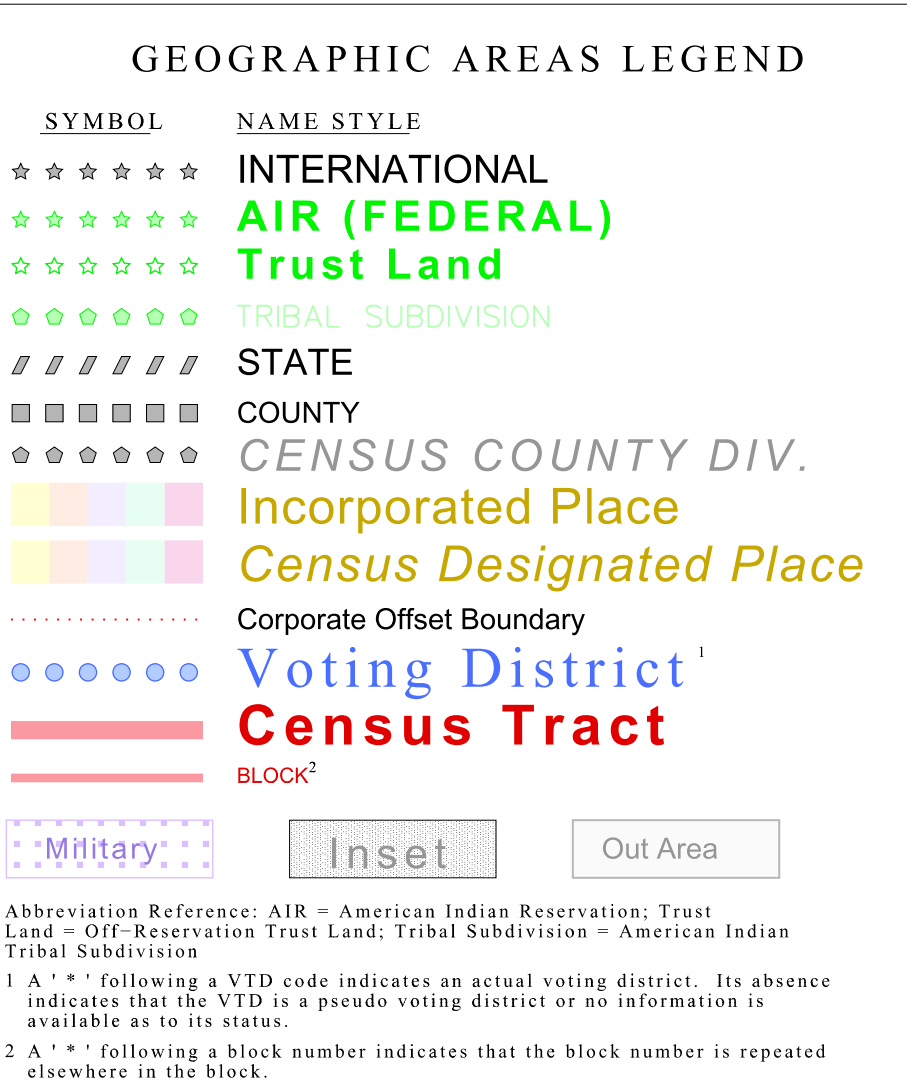 GEOGRAPHIC AREAS LEGEND
SYMBOL NAME STYLE
INTERNATIONAL
AIR (FEDERAL)
Trust Land
TRIBAL SUBDIVISION
STATE
COUNTY
CENSUS COUNTY DIV.
Incorporated Place
Census Designated Place
Corporate Offset Boundary
Voting District 1
Census Tract
BLOCK2
Military Inset Out Area
Abbreviation Reference: AIR = American Indian Reservation; Trust
Land = Off−Reservation Trust Land; Tribal Subdivision = American Indian
Tribal Subdivision
1 A ' * ' following a VTD code indicates an actual voting district. Its absence
indicates that the VTD is a pseudo voting district or no information is
available as to its status.
2 A ' * ' following a block number indicates that the block number is repeated
elsewhere in the block.